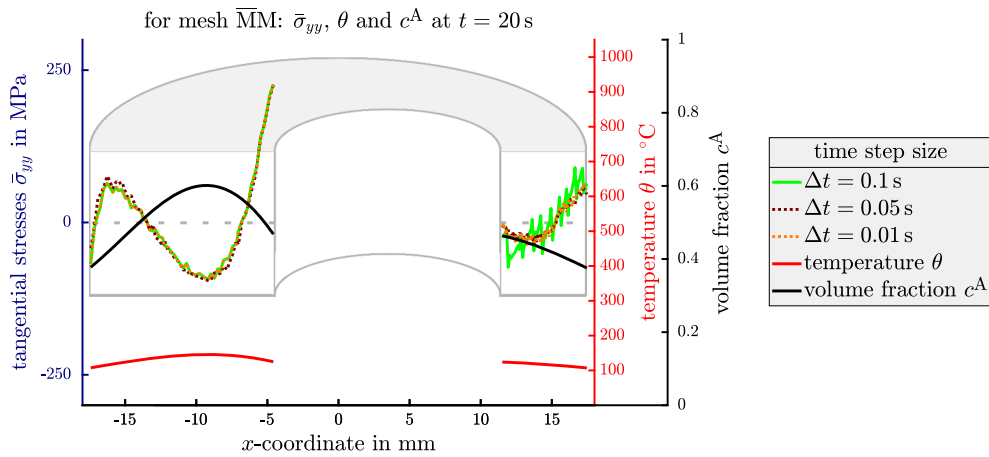 for mesh M̅M: σ̄yy, θ and cᴬ at t = 20 s
tangential stresses σ̄yy in MPa
250
0
-250
-15
-10
-5
0
5
10
15
x-coordinate in mm
1000
900
800
700
600
500
400
300
200
100
temperature θ in °C
1
0.8
0.6
0.4
0.2
0
volume fraction cᴬ
time step size
Δt = 0.1 s
Δt = 0.05 s
Δt = 0.01 s
temperature θ
volume fraction cᴬ